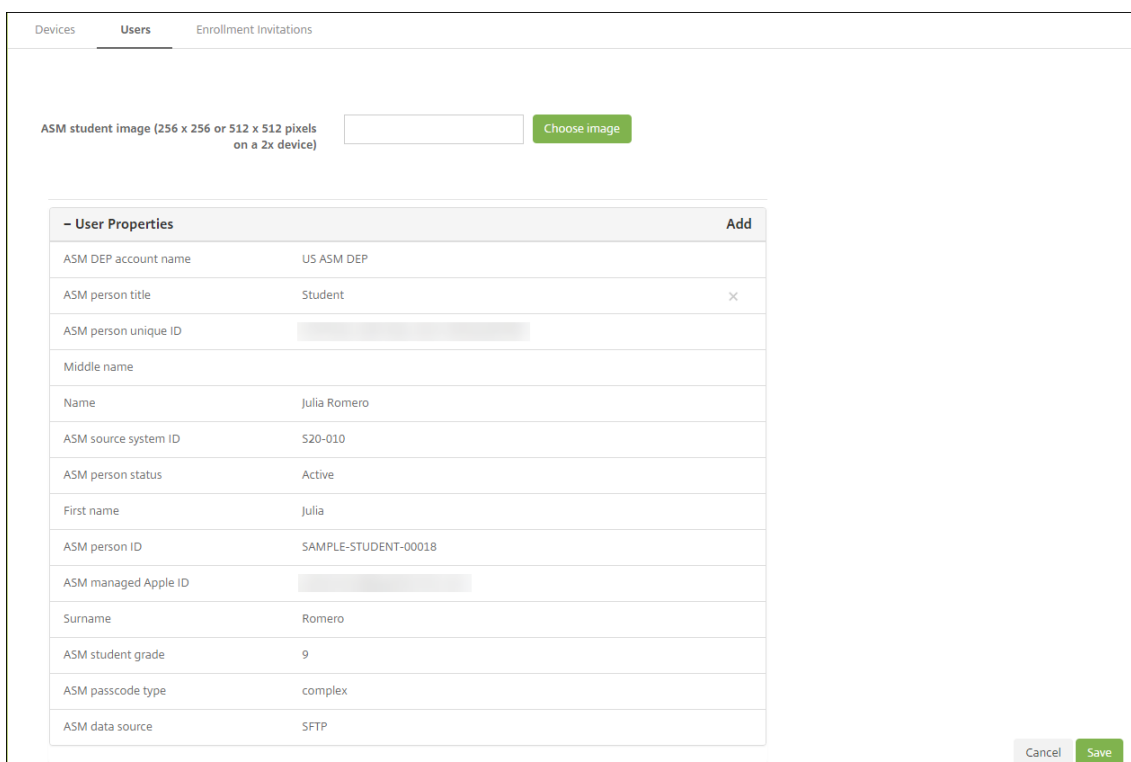 Devices Users Enrollment Invitations
ASM student image (256 x 256 or 512 x 512 pixels
on a 2x device)
Choose image
– User Properties Add
ASM DEP account name US ASM DEP
ASM person title Student ×
ASM person unique ID
Middle name
Name Julia Romero
ASM source system ID S20-010
ASM person status Active
First name Julia
ASM person ID SAMPLE-STUDENT-00018
ASM managed Apple ID
Surname Romero
ASM student grade 9
ASM passcode type complex
ASM data source SFTP
Cancel Save